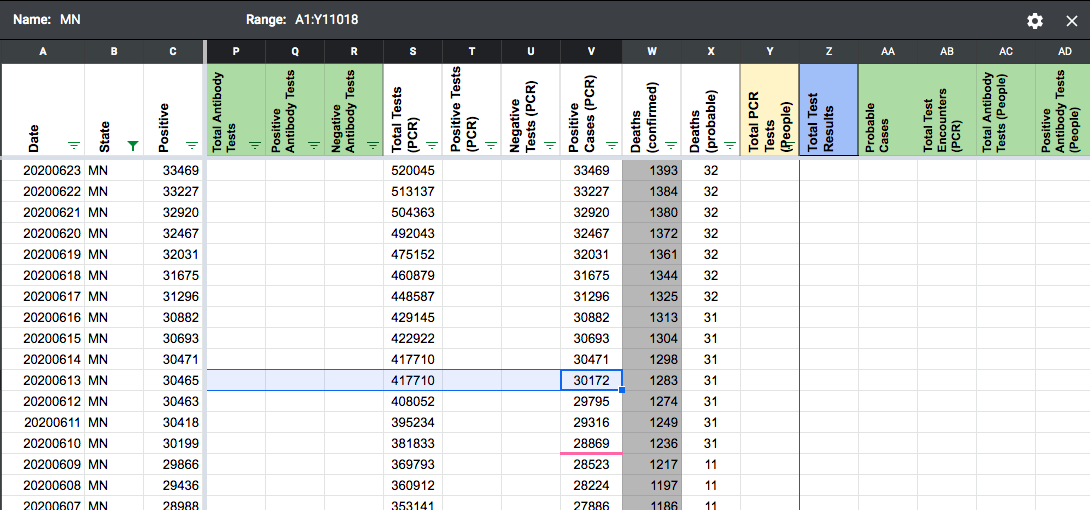 Name: MN Range: A1:Y11018
A B C P Q R S T U V W X Y Z AA AB AC AD
Date State Positive Total Antibody Tests Positive Antibody Tests Negative Antibody Tests Total Tests (PCR) Positive Tests (PCR) Negative Tests (PCR) Positive Cases (PCR) Deaths (confirmed) Deaths (probable) Total PCR Tests (People) Total Test Results Probable Cases Total Test Encounters (PCR) Total Antibody Tests (People) Positive Antibody Tests (People)
20200623 MN 33469 520045 33469 1393 32
20200622 MN 33227 513137 33227 1384 32
20200621 MN 32920 504363 32920 1380 32
20200620 MN 32467 492043 32467 1372 32
20200619 MN 32031 475152 32031 1361 32
20200618 MN 31675 460879 31675 1344 32
20200617 MN 31296 448587 31296 1325 32
20200616 MN 30882 429145 30882 1313 31
20200615 MN 30693 422922 30693 1304 31
20200614 MN 30471 417710 30471 1298 31
20200613 MN 30465 417710 30172 1283 31
20200612 MN 30463 408052 29795 1274 31
20200611 MN 30418 395234 29316 1249 31
20200610 MN 30199 381833 28869 1236 31
20200609 MN 29866 369793 28523 1217 11
20200608 MN 29436 360912 28224 1197 11
20200607 MN 28988 353141 27886 1186 11